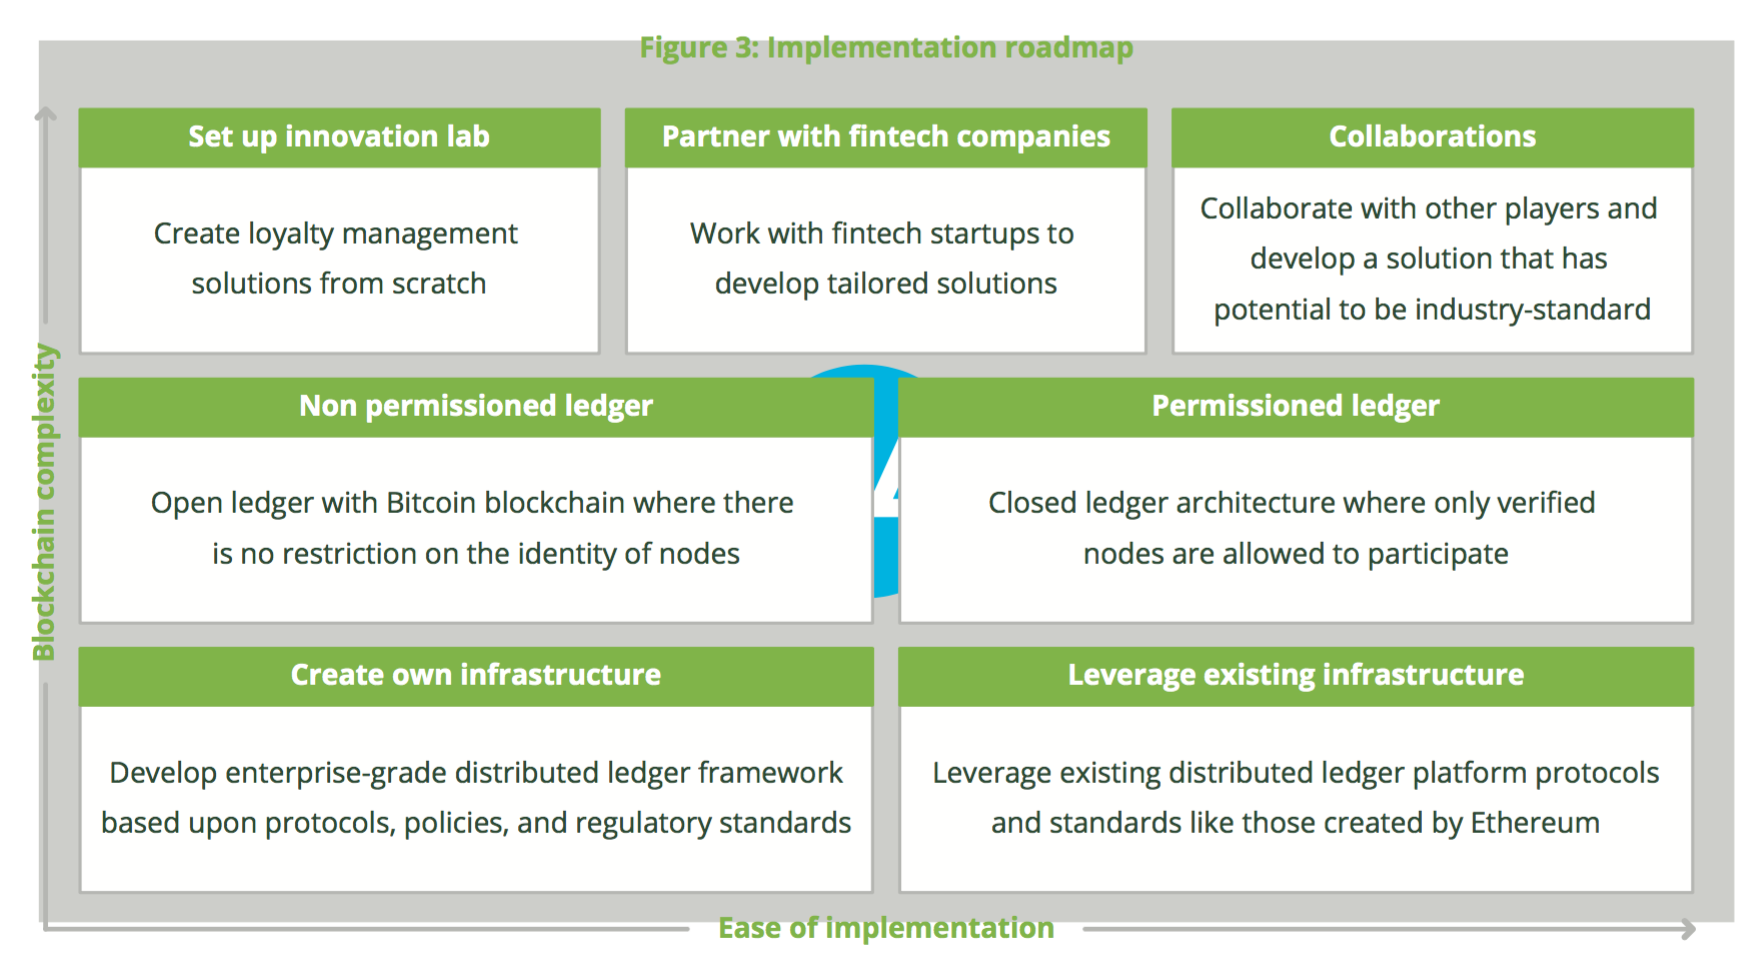 Figure 3: Implementation roadmap
Set up innovation lab
Create loyalty management
solutions from scratch
Partner with fintech companies
Work with fintech startups to
develop tailored solutions
Collaborations
Collaborate with other players and
develop a solution that has
potential to be industry-standard
Non permissioned ledger
Open ledger with Bitcoin blockchain where there
is no restriction on the identity of nodes
Permissioned ledger
Closed ledger architecture where only verified
nodes are allowed to participate
Create own infrastructure
Develop enterprise-grade distributed ledger framework
based upon protocols, policies, and regulatory standards
Leverage existing infrastructure
Leverage existing distributed ledger platform protocols
and standards like those created by Ethereum
Blockchain complexity
Ease of implementation